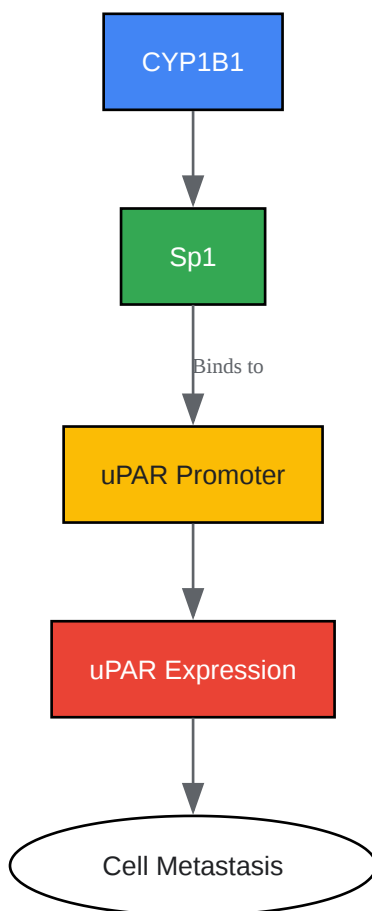 CYP1B1
Sp1
Binds to
uPAR Promoter
uPAR Expression
Cell Metastasis